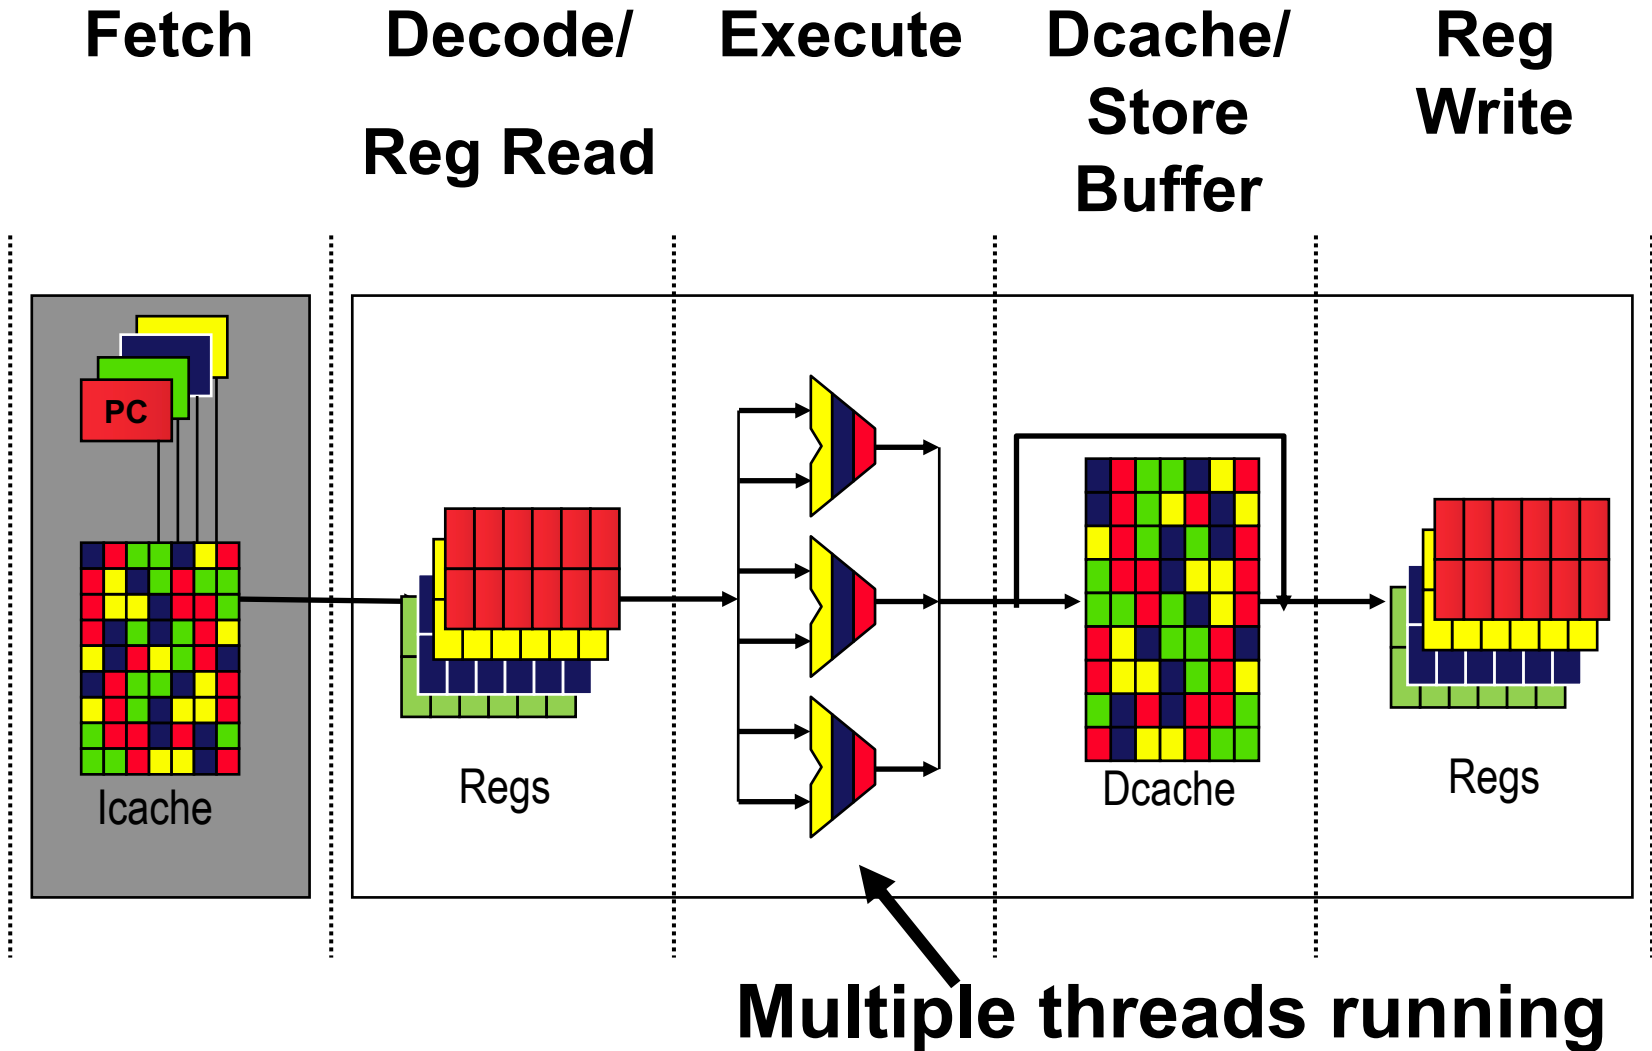 Fetch
Decode/
Reg Read
Execute
Dcache/
Store
Buffer
Reg
Write
PC
Icache
Regs
Dcache
Regs
Multiple threads running